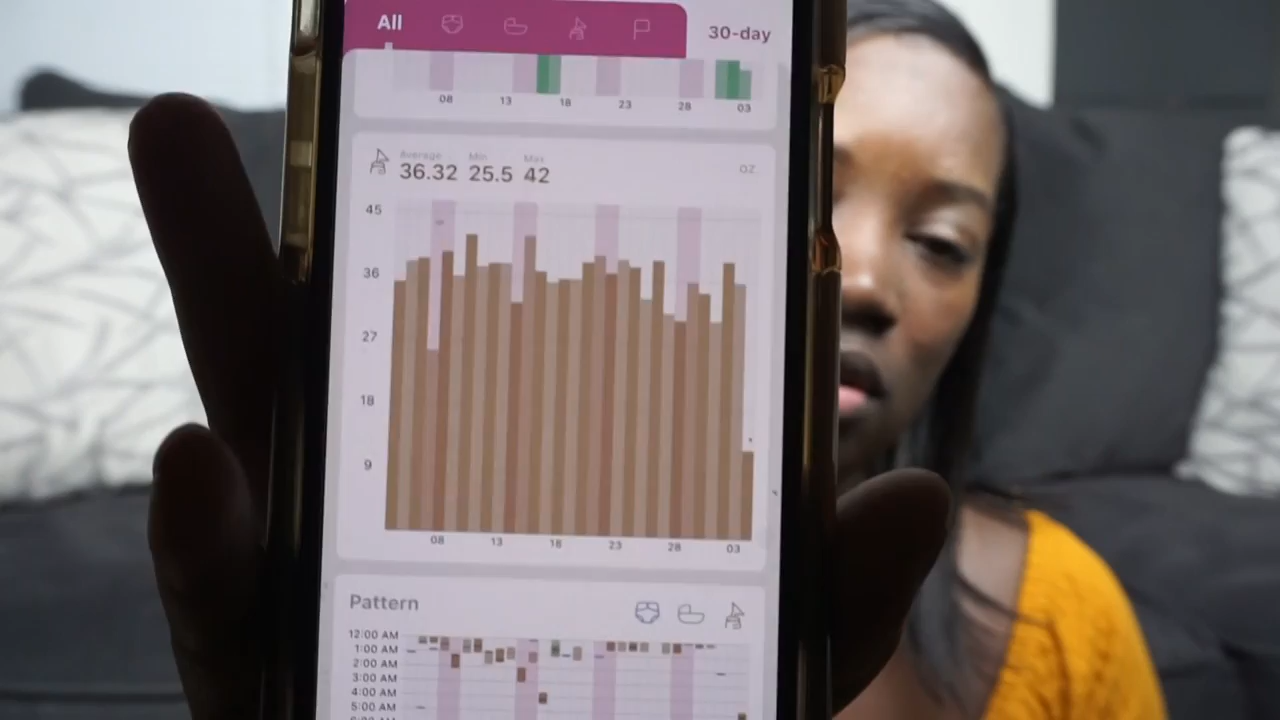 All 30-day
08 13 18 23 28 03
Average Min Max
36.32 25.5 42 OZ
45
36
27
18
9
08 13 18 23 28 03
Pattern
12:00 AM
1:00 AM
2:00 AM
3:00 AM
4:00 AM
5:00 AM